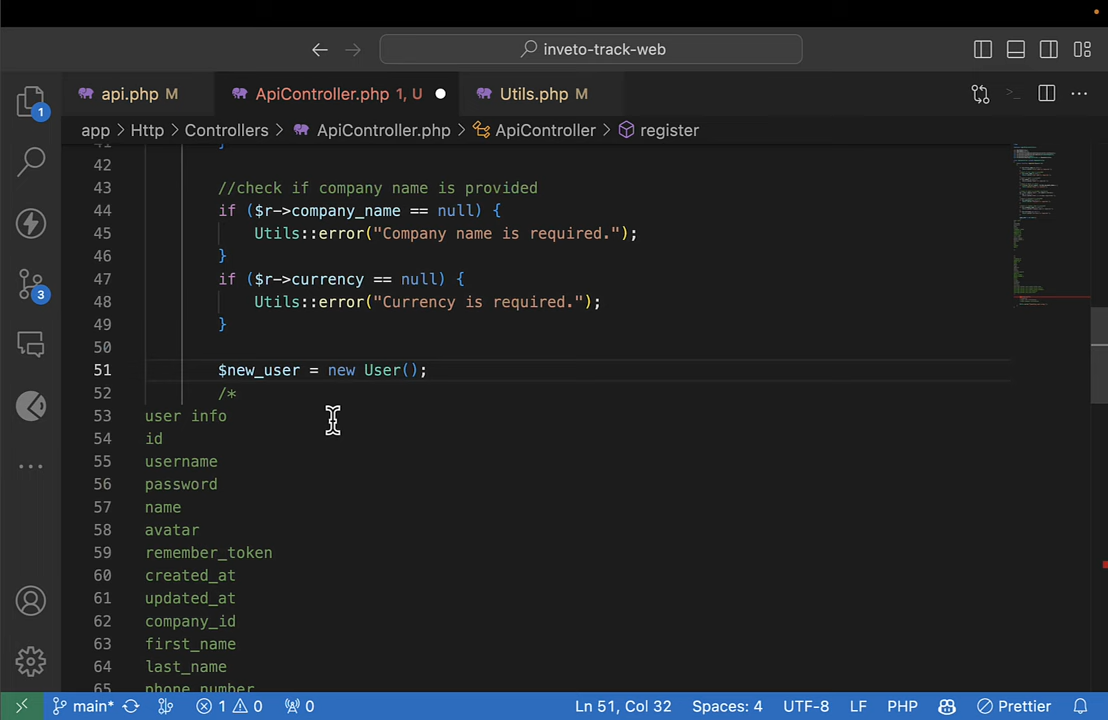 inveto-track-web
api.php M
ApiController.php 1, U
Utils.php M
app > Http > Controllers > ApiController.php > ApiController > register
42
43 //check if company name is provided
44 if ($r->company_name == null) {
45 Utils::error("Company name is required.");
46 }
47 if ($r->currency == null) {
48 Utils::error("Currency is required.");
49 }
50
51 $new_user = new User();
52 /*
53 user info
54 id
55 username
56 password
57 name
58 avatar
59 remember_token
60 created_at
61 updated_at
62 company_id
63 first_name
64 last_name
65 phone_number
1
3
main* 1 0 0 Ln 51, Col 32 Spaces: 4 UTF-8 LF PHP Prettier